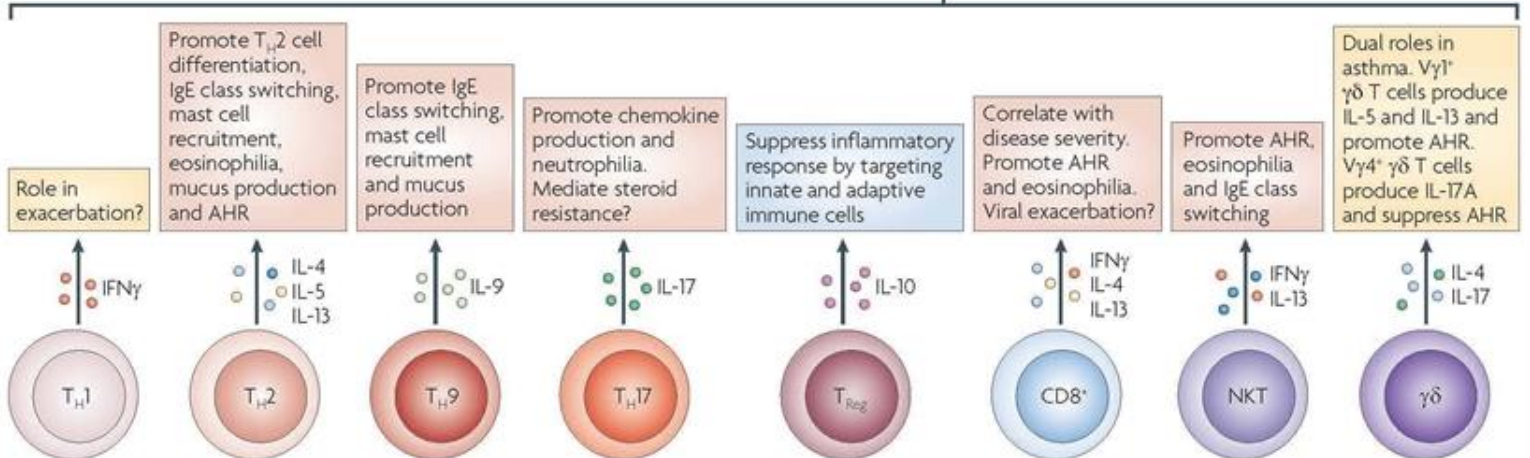 Role in
exacerbation?
Promote TH2 cell
differentiation,
IgE class switching,
mast cell
recruitment,
eosinophilia,
mucus production
and AHR
Promote IgE
class switching,
mast cell
recruitment
and mucus
production
Promote chemokine
production and
neutrophilia.
Mediate steroid
resistance?
Suppress inflammatory
response by targeting
innate and adaptive
immune cells
Correlate with
disease severity.
Promote AHR
and eosinophilia.
Viral exacerbation?
Promote AHR,
eosinophilia
and IgE class
switching
Dual roles in
asthma. Vγ1⁺
γδ T cells produce
IL-5 and IL-13 and
promote AHR.
Vγ4⁺ γδ T cells
produce IL-17A
and suppress AHR
IFNγ
IL-4
IL-5
IL-13
IL-9
IL-17
IL-10
IFNγ
IL-4
IL-13
IFNγ
IL-13
IL-4
IL-17
TH1
TH2
TH9
TH17
TReg
CD8⁺
NKT
γδ